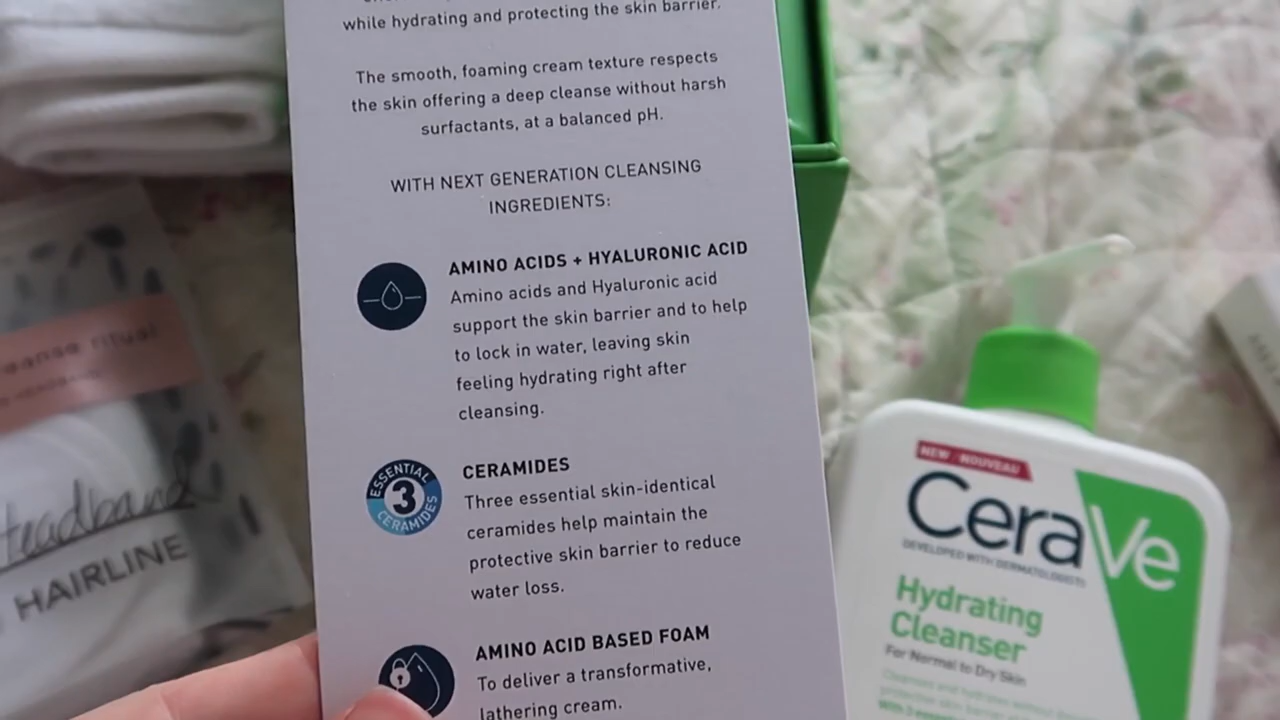 while hydrating and protecting the skin barrier.
The smooth, foaming cream texture respects
the skin offering a deep cleanse without harsh
surfactants, at a balanced pH.
WITH NEXT GENERATION CLEANSING
INGREDIENTS:
AMINO ACIDS + HYALURONIC ACID
Amino acids and Hyaluronic acid
support the skin barrier and to help
to lock in water, leaving skin
feeling hydrating right after
cleansing.
ESSENTIAL
3
CERAMIDES
CERAMIDES
Three essential skin-identical
ceramides help maintain the
protective skin barrier to reduce
water loss.
AMINO ACID BASED FOAM
To deliver a transformative,
lathering cream.
ritual
Headband
HAIRLINE
NEW / NOUVEAU
CeraVe
DEVELOPED WITH DERMATOLOGISTS
Hydrating
Cleanser
For Normal to Dry Skin